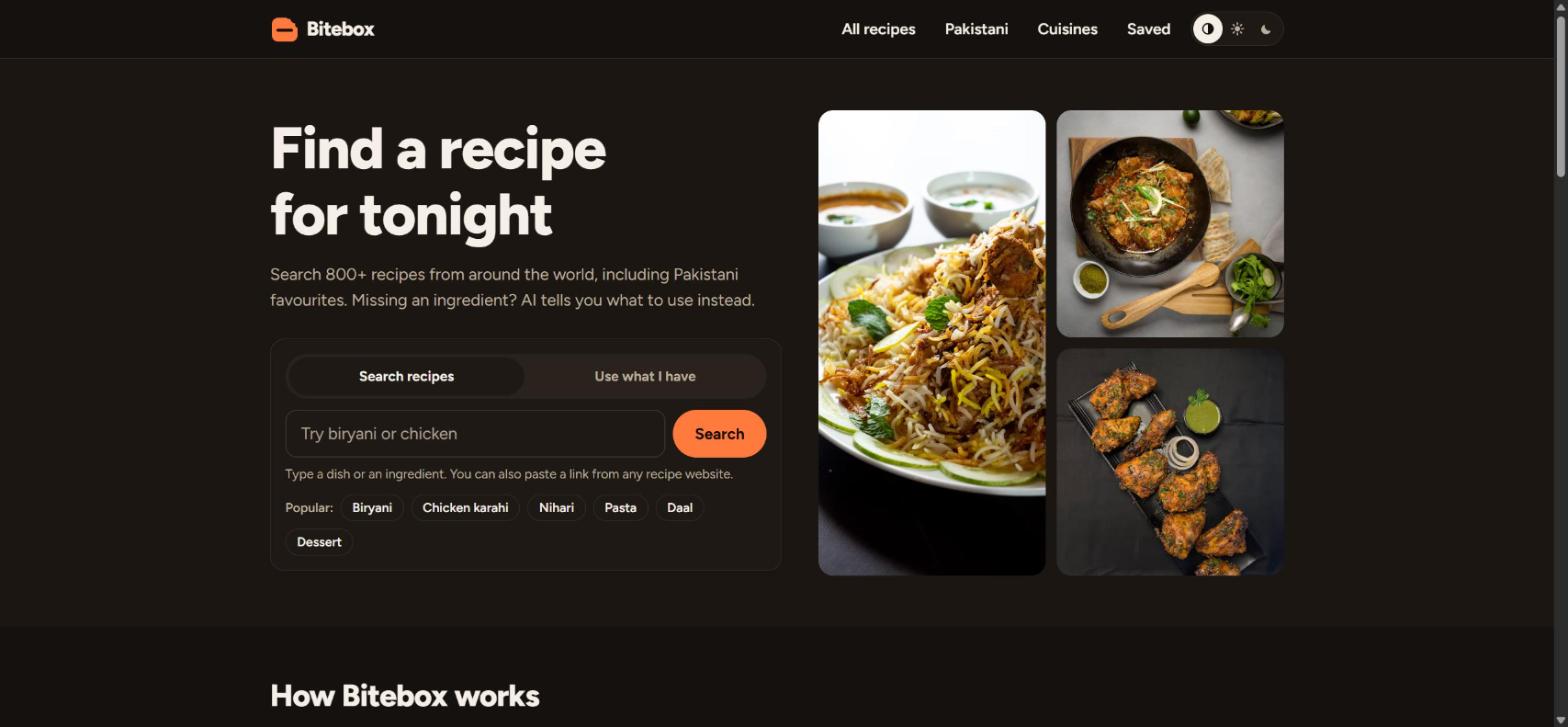 Bitebox
All recipes
Pakistani
Cuisines
Saved
Find a recipe
for tonight
Search 800+ recipes from around the world, including Pakistani
favourites. Missing an ingredient? AI tells you what to use instead.
Search recipes
Use what I have
Try biryani or chicken
Search
Type a dish or an ingredient. You can also paste a link from any recipe website.
Popular: Biryani Chicken karahi Nihari Pasta Daal
Dessert
How Bitebox works